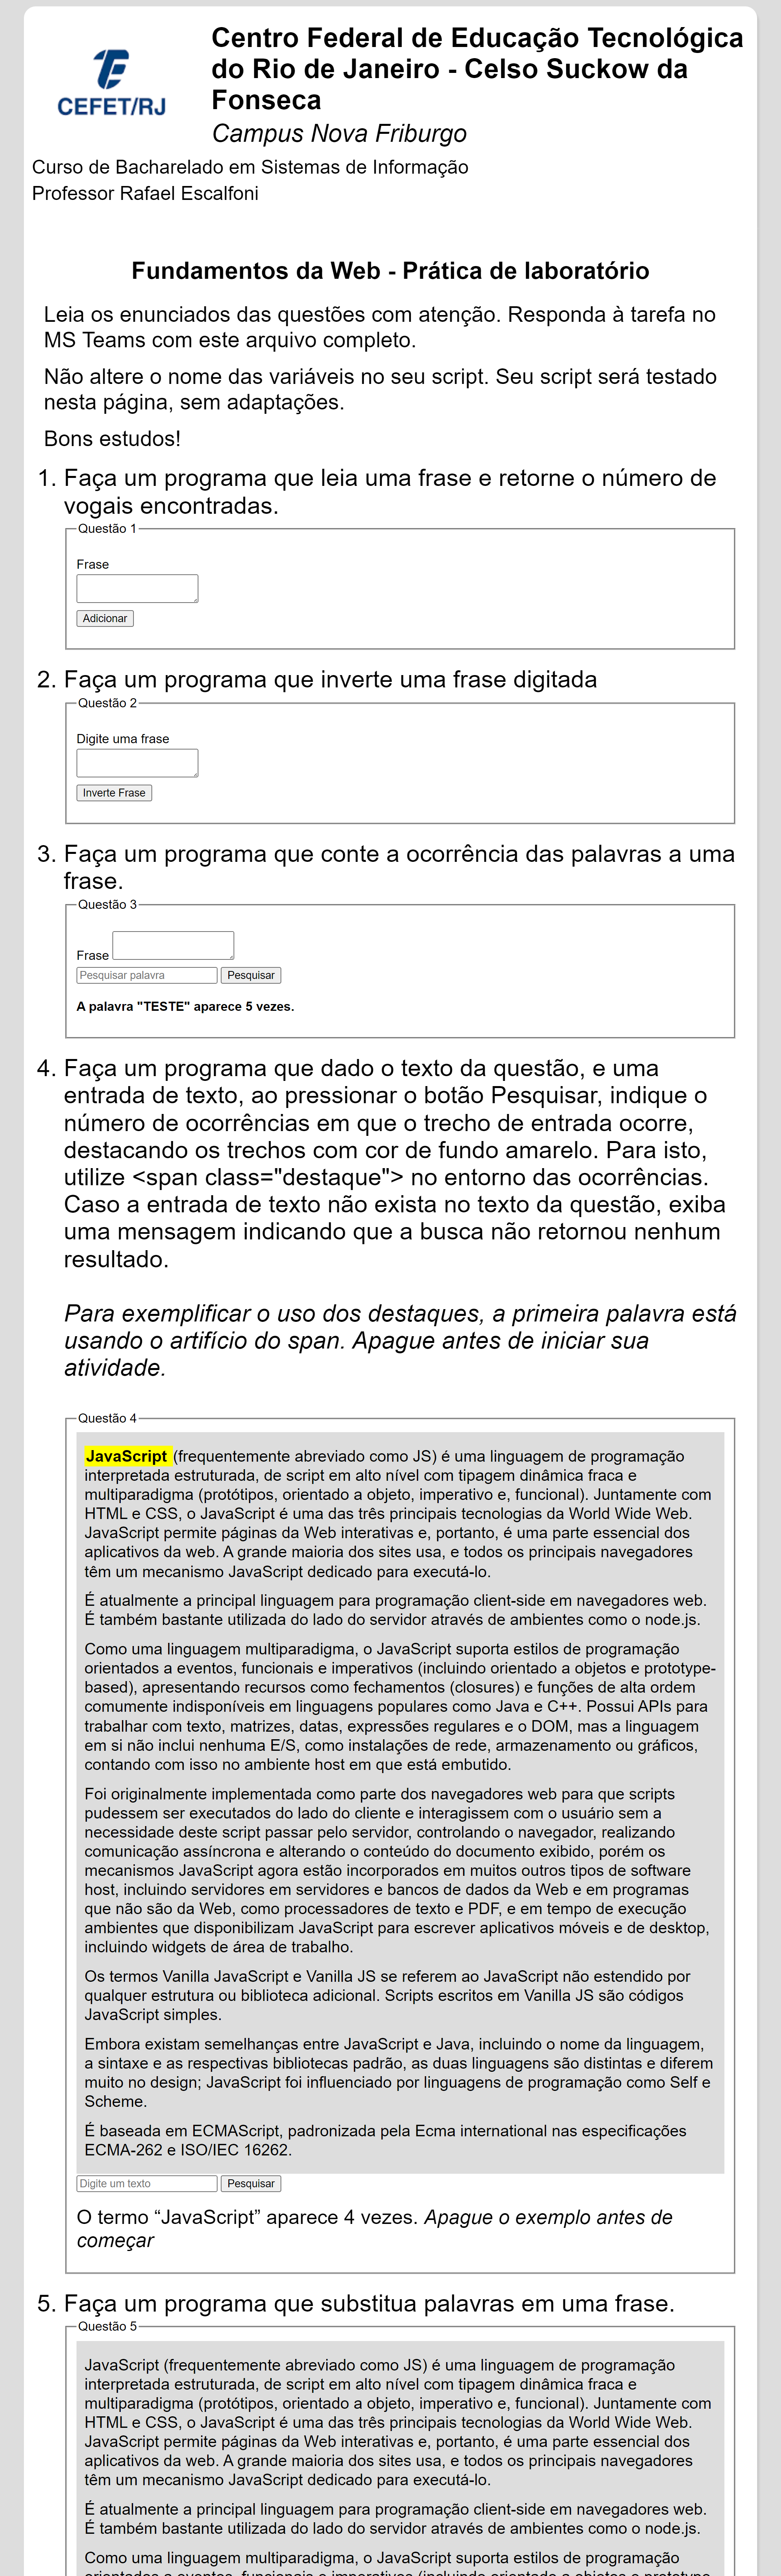 CEFET/RJ
Centro Federal de Educação Tecnológica
do Rio de Janeiro - Celso Suckow da
Fonseca
Campus Nova Friburgo
Curso de Bacharelado em Sistemas de Informação
Professor Rafael Escalfoni
Fundamentos da Web - Prática de laboratório
Leia os enunciados das questões com atenção. Responda à tarefa no
MS Teams com este arquivo completo.
Não altere o nome das variáveis no seu script. Seu script será testado
nesta página, sem adaptações.
Bons estudos!
1. Faça um programa que leia uma frase e retorne o número de
vogais encontradas.
Questão 1
Frase
Adicionar
2. Faça um programa que inverte uma frase digitada
Questão 2
Digite uma frase
Inverte Frase
3. Faça um programa que conte a ocorrência das palavras a uma
frase.
Questão 3
Frase
Pesquisar palavra Pesquisar
A palavra "TESTE" aparece 5 vezes.
4. Faça um programa que dado o texto da questão, e uma
entrada de texto, ao pressionar o botão Pesquisar, indique o
número de ocorrências em que o trecho de entrada ocorre,
destacando os trechos com cor de fundo amarelo. Para isto,
utilize <span class="destaque"> no entorno das ocorrências.
Caso a entrada de texto não exista no texto da questão, exiba
uma mensagem indicando que a busca não retornou nenhum
resultado.
Para exemplificar o uso dos destaques, a primeira palavra está
usando o artifício do span. Apague antes de iniciar sua
atividade.
Questão 4
JavaScript (frequentemente abreviado como JS) é uma linguagem de programação
interpretada estruturada, de script em alto nível com tipagem dinâmica fraca e
multiparadigma (protótipos, orientado a objeto, imperativo e, funcional). Juntamente com
HTML e CSS, o JavaScript é uma das três principais tecnologias da World Wide Web.
JavaScript permite páginas da Web interativas e, portanto, é uma parte essencial dos
aplicativos da web. A grande maioria dos sites usa, e todos os principais navegadores
têm um mecanismo JavaScript dedicado para executá-lo.
É atualmente a principal linguagem para programação client-side em navegadores web.
É também bastante utilizada do lado do servidor através de ambientes como o node.js.
Como uma linguagem multiparadigma, o JavaScript suporta estilos de programação
orientados a eventos, funcionais e imperativos (incluindo orientado a objetos e prototype-
based), apresentando recursos como fechamentos (closures) e funções de alta ordem
comumente indisponíveis em linguagens populares como Java e C++. Possui APIs para
trabalhar com texto, matrizes, datas, expressões regulares e o DOM, mas a linguagem
em si não inclui nenhuma E/S, como instalações de rede, armazenamento ou gráficos,
contando com isso no ambiente host em que está embutido.
Foi originalmente implementada como parte dos navegadores web para que scripts
pudessem ser executados do lado do cliente e interagissem com o usuário sem a
necessidade deste script passar pelo servidor, controlando o navegador, realizando
comunicação assíncrona e alterando o conteúdo do documento exibido, porém os
mecanismos JavaScript agora estão incorporados em muitos outros tipos de software
host, incluindo servidores em servidores e bancos de dados da Web e em programas
que não são da Web, como processadores de texto e PDF, e em tempo de execução
ambientes que disponibilizam JavaScript para escrever aplicativos móveis e de desktop,
incluindo widgets de área de trabalho.
Os termos Vanilla JavaScript e Vanilla JS se referem ao JavaScript não estendido por
qualquer estrutura ou biblioteca adicional. Scripts escritos em Vanilla JS são códigos
JavaScript simples.
Embora existam semelhanças entre JavaScript e Java, incluindo o nome da linguagem,
a sintaxe e as respectivas bibliotecas padrão, as duas linguagens são distintas e diferem
muito no design; JavaScript foi influenciado por linguagens de programação como Self e
Scheme.
É baseada em ECMAScript, padronizada pela Ecma international nas especificações
ECMA-262 e ISO/IEC 16262.
Digite um texto Pesquisar
O termo “JavaScript” aparece 4 vezes. Apague o exemplo antes de
começar
5. Faça um programa que substitua palavras em uma frase.
Questão 5
JavaScript (frequentemente abreviado como JS) é uma linguagem de programação
interpretada estruturada, de script em alto nível com tipagem dinâmica fraca e
multiparadigma (protótipos, orientado a objeto, imperativo e, funcional). Juntamente com
HTML e CSS, o JavaScript é uma das três principais tecnologias da World Wide Web.
JavaScript permite páginas da Web interativas e, portanto, é uma parte essencial dos
aplicativos da web. A grande maioria dos sites usa, e todos os principais navegadores
têm um mecanismo JavaScript dedicado para executá-lo.
É atualmente a principal linguagem para programação client-side em navegadores web.
É também bastante utilizada do lado do servidor através de ambientes como o node.js.
Como uma linguagem multiparadigma, o JavaScript suporta estilos de programação